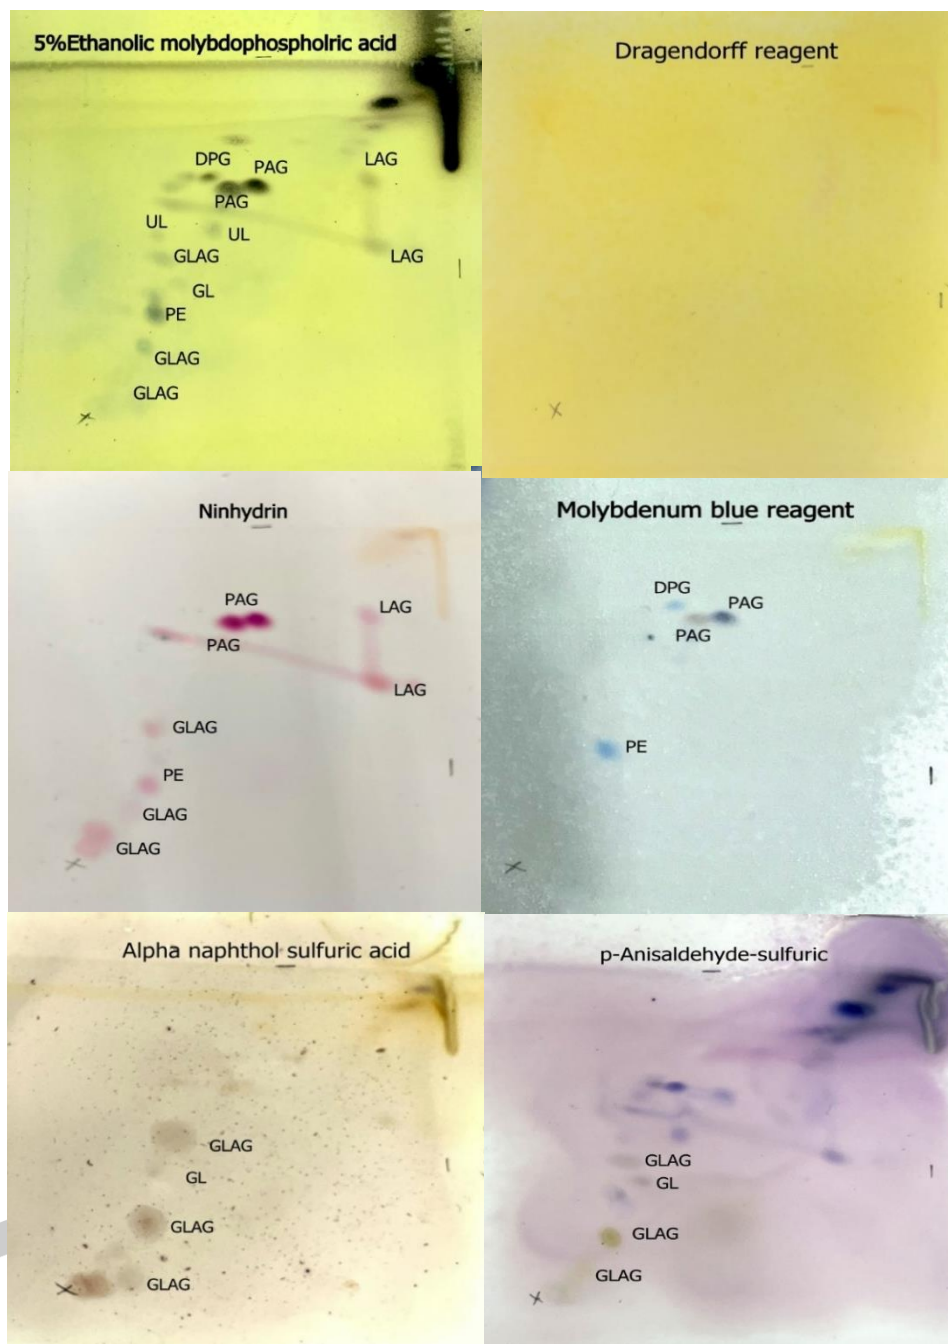 5%Ethanolic molybdophospholric acid
DPG
PAG
LAG
PAG
UL
UL
GLAG
LAG
GL
PE
GLAG
GLAG
Dragendorff reagent
Ninhydrin
PAG
LAG
PAG
LAG
GLAG
PE
GLAG
GLAG
Molybdenum blue reagent
DPG
PAG
PAG
PE
Alpha naphthol sulfuric acid
GLAG
GL
GLAG
GLAG
p-Anisaldehyde-sulfuric
GLAG
GL
GLAG
GLAG